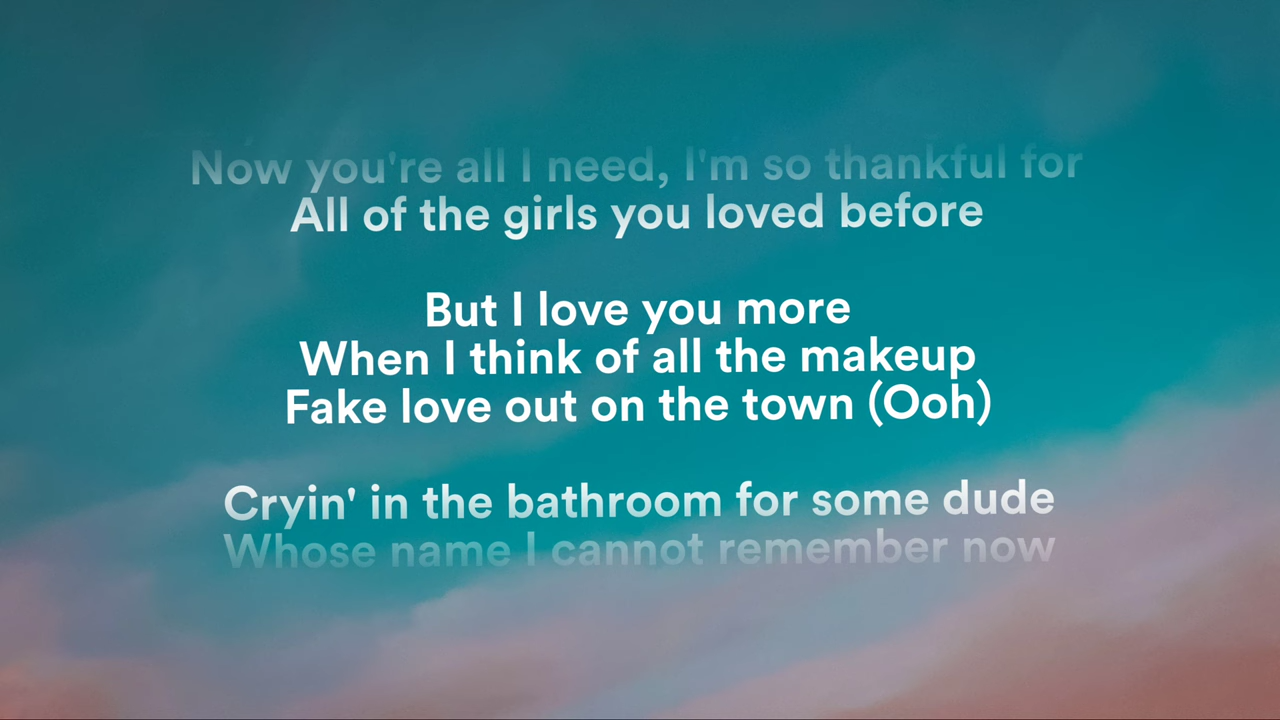 Now you're all I need, I'm so thankful for
All of the girls you loved before
But I love you more
When I think of all the makeup
Fake love out on the town (Ooh)
Cryin' in the bathroom for some dude
Whose name I cannot remember now